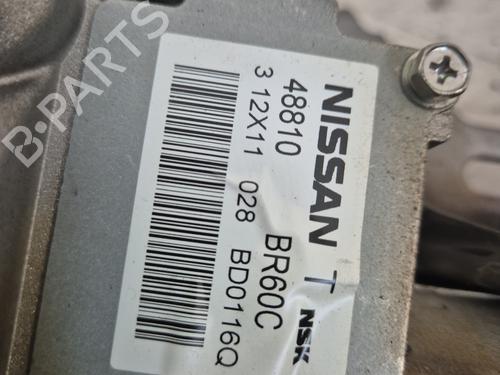 NISSAN T NSK
48810 BR60C
3 12X11 028 BD0116Q
B-PARTS